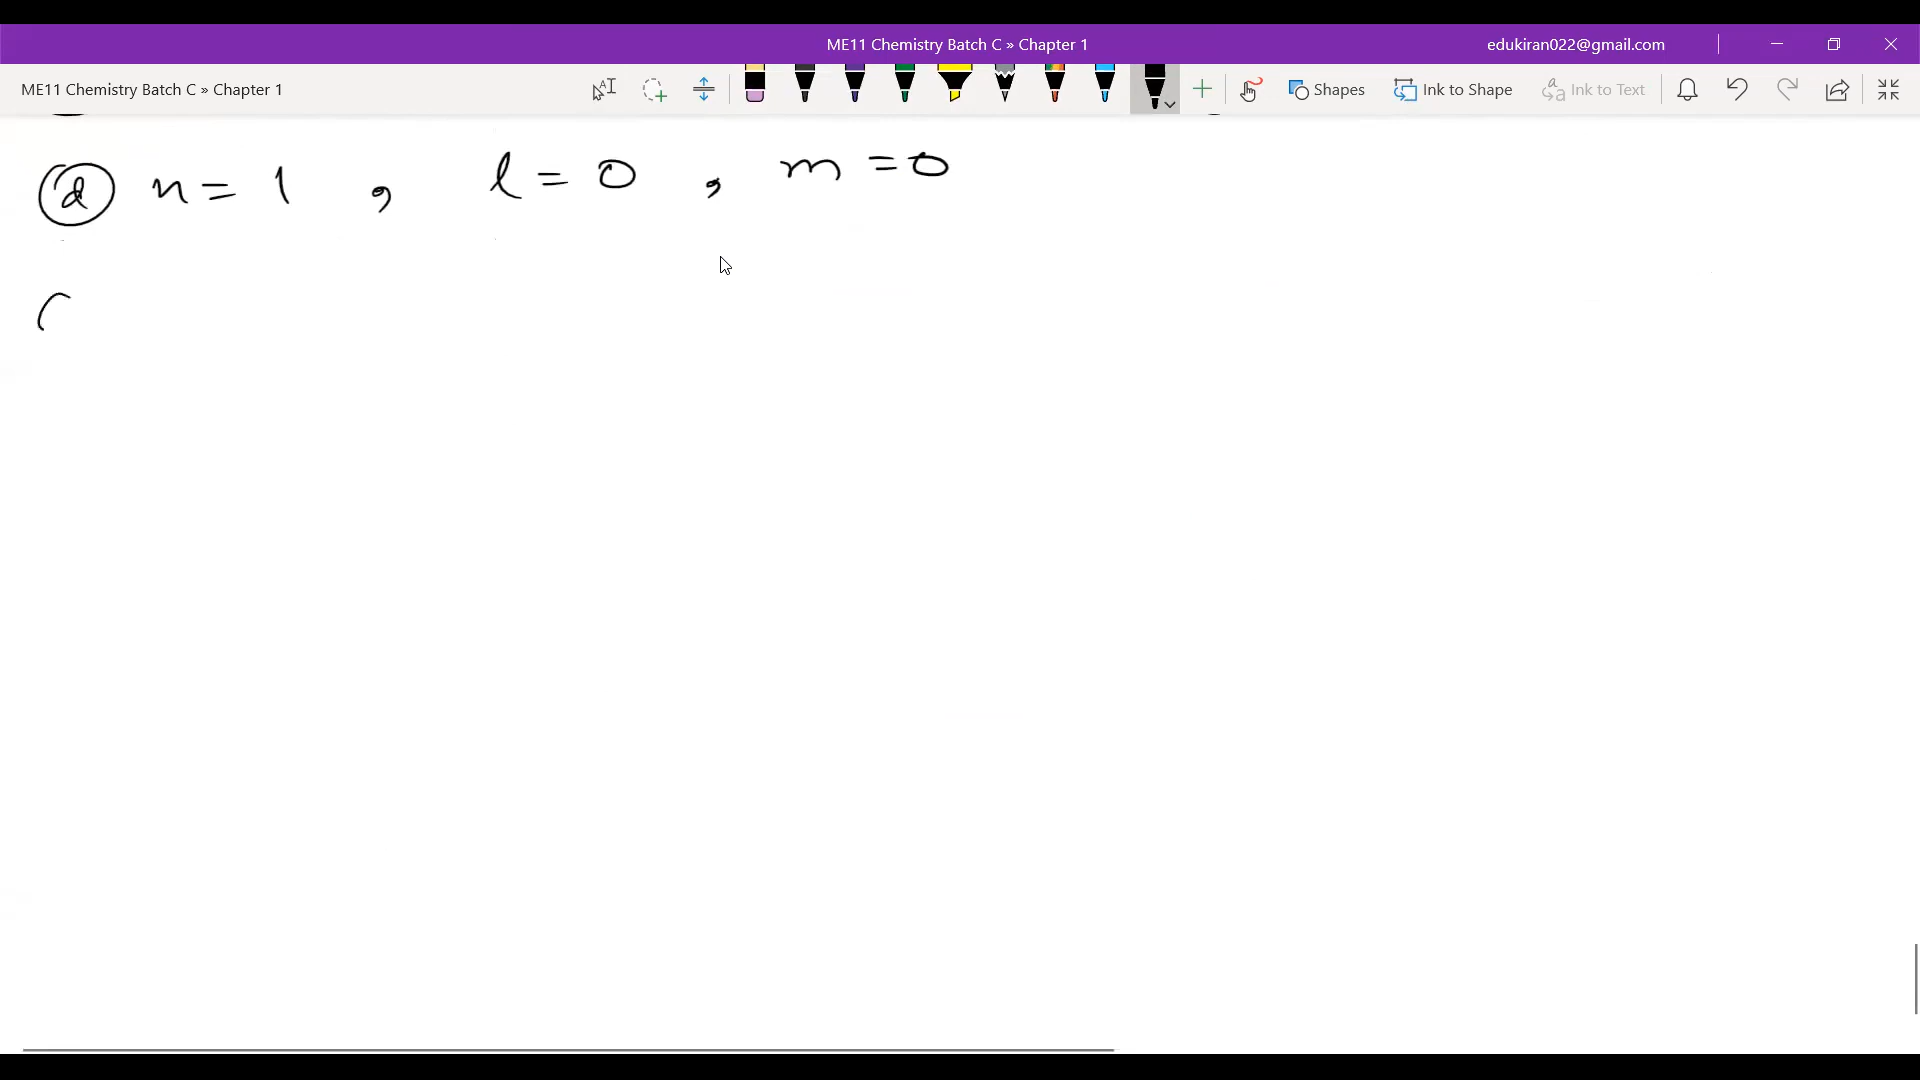 ME11 Chemistry Batch C » Chapter 1
edukiran022@gmail.com
ME11 Chemistry Batch C » Chapter 1
Shapes
Ink to Shape
Ink to Text
(d) n = 1 , l = 0 , m = 0
(